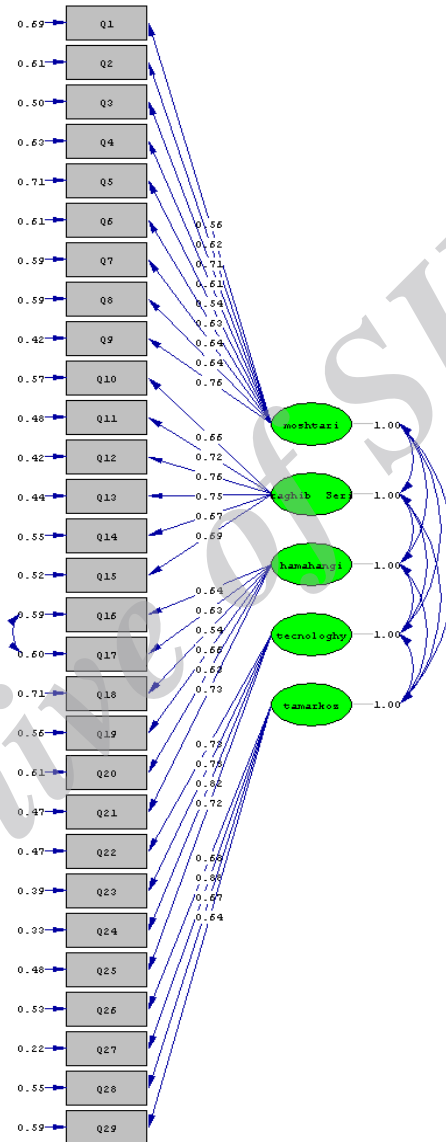 0.69 Q1
0.61 Q2
0.50 Q3
0.63 Q4
0.71 Q5
0.61 Q6
0.59 Q7
0.59 Q8
0.42 Q9
0.57 Q10
0.48 Q11
0.42 Q12
0.44 Q13
0.55 Q14
0.52 Q15
0.59 Q16
0.60 Q17
0.71 Q18
0.56 Q19
0.61 Q20
0.47 Q21
0.47 Q22
0.39 Q23
0.33 Q24
0.48 Q25
0.53 Q26
0.22 Q27
0.55 Q28
0.59 Q29
0.56
0.62
0.71
0.61
0.54
0.63
0.64
0.64
0.76
0.66
0.72
0.76
0.75
0.67
0.69
0.64
0.63
0.54
0.66
0.62
0.73
0.73
0.78
0.82
0.72
0.68
0.88
0.67
0.64
moshtari 1.00
raghib Seri 1.00
hamahangi 1.00
tecnologhy 1.00
tamarkos 1.00
ive of SI